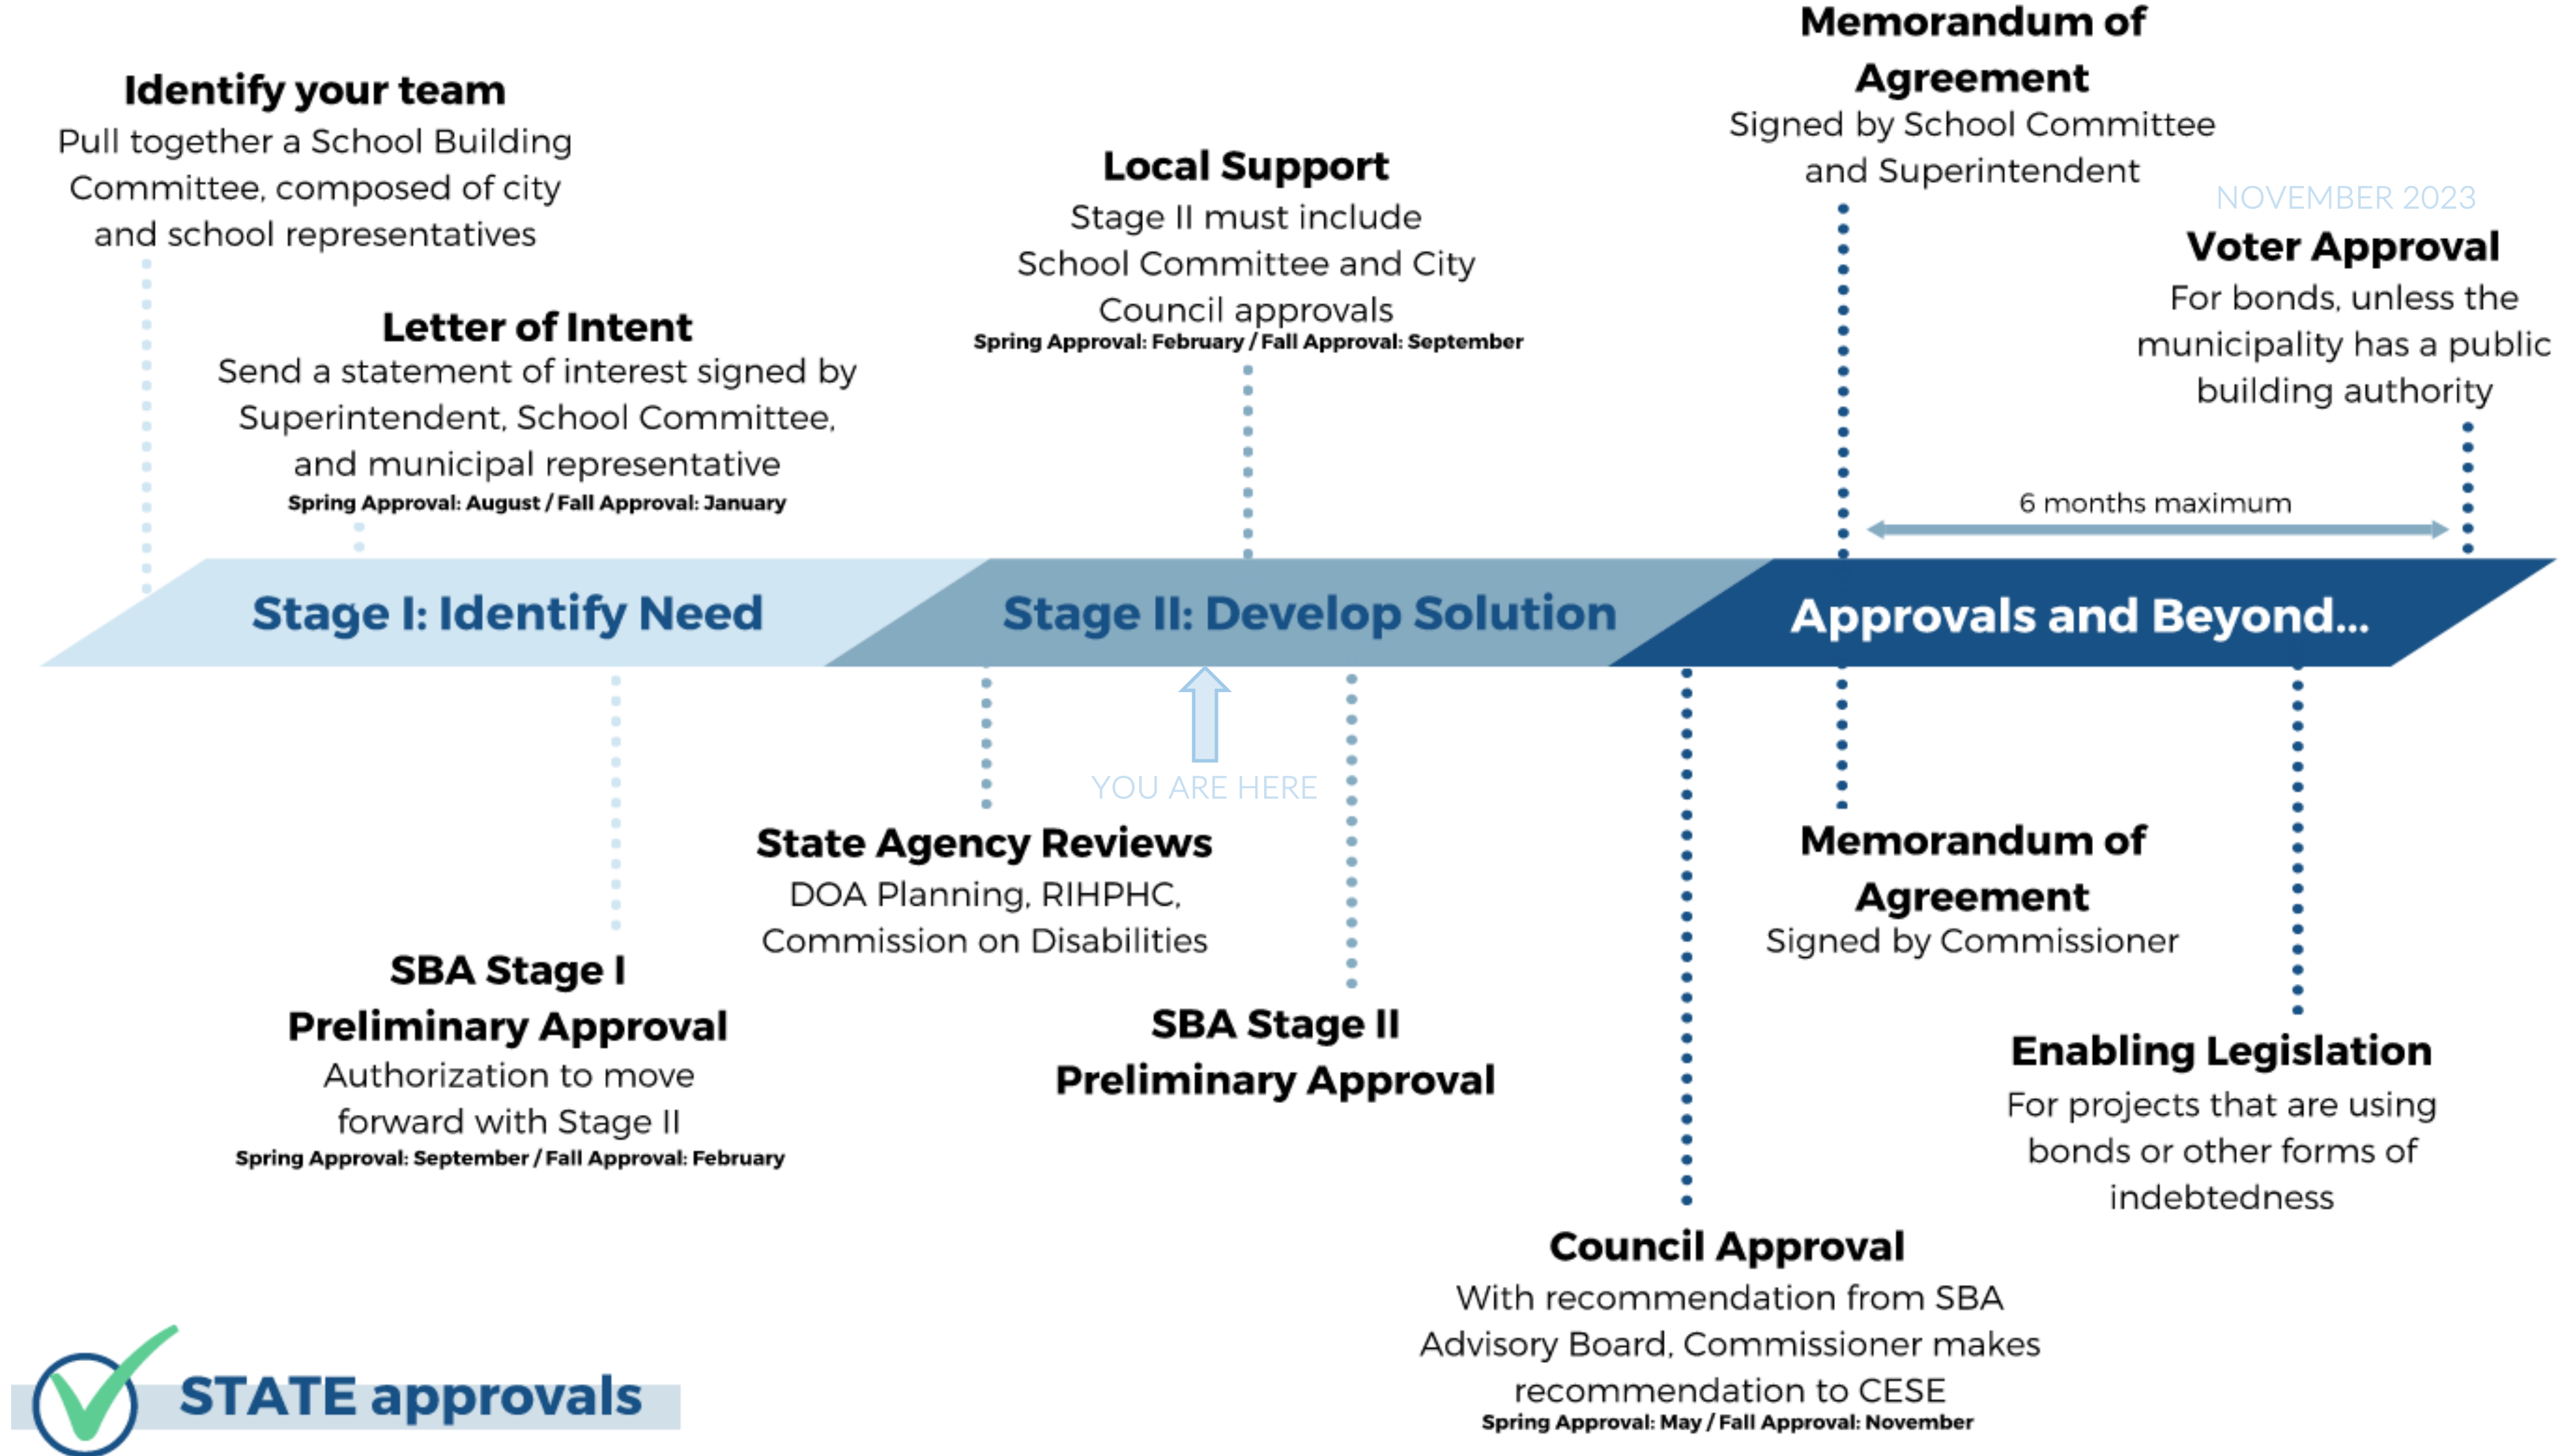 Identify your team
Pull together a School Building
Committee, composed of city
and school representatives
Letter of Intent
Send a statement of interest signed by
Superintendent, School Committee,
and municipal representative
Spring Approval: August / Fall Approval: January
Local Support
Stage II must include
School Committee and City
Council approvals
Spring Approval: February / Fall Approval: September
Memorandum of
Agreement
Signed by School Committee
and Superintendent
NOVEMBER 2023
Voter Approval
For bonds, unless the
municipality has a public
building authority
6 months maximum
Stage I: Identify Need
Stage II: Develop Solution
Approvals and Beyond...
YOU ARE HERE
SBA Stage I
Preliminary Approval
Authorization to move
forward with Stage II
Spring Approval: September / Fall Approval: February
State Agency Reviews
DOA Planning, RIHPHC,
Commission on Disabilities
SBA Stage II
Preliminary Approval
Council Approval
With recommendation from SBA
Advisory Board, Commissioner makes
recommendation to CESE
Spring Approval: May / Fall Approval: November
Memorandum of
Agreement
Signed by Commissioner
Enabling Legislation
For projects that are using
bonds or other forms of
indebtedness
STATE approvals